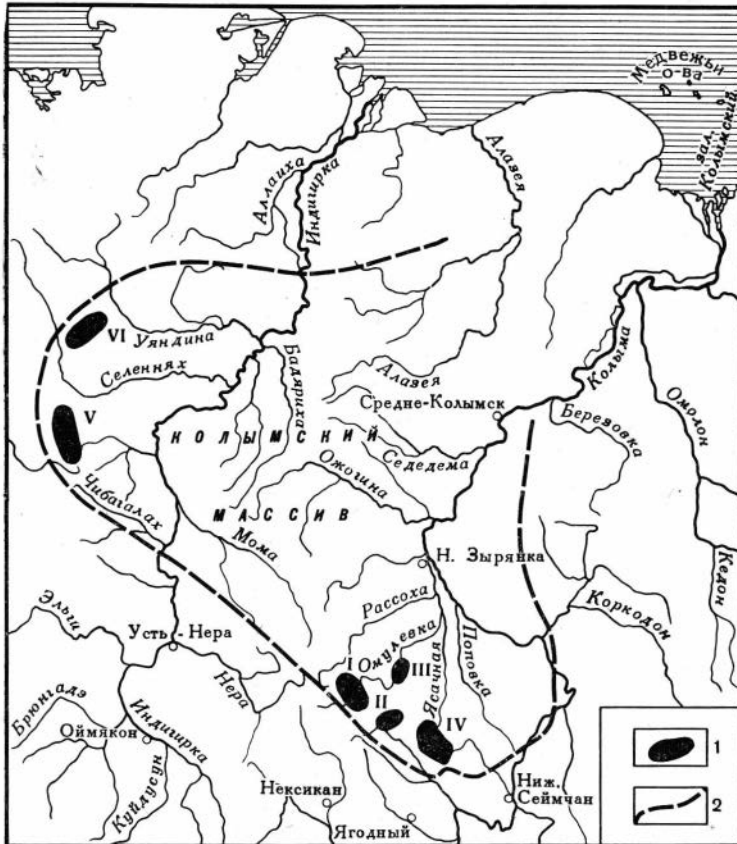 Медвежьи
о-ва
зал.
Колымский
Аллаиха
Индигирка
Алазея
VI
Уяндина
Селеннях
Бадяриха
Алазея
Средне-Колымск
Колыма
Омолон
Березовка
V
КОЛЫМСКИЙ
Седедема
Ожогина
Чибагалах
МАССИВ
Мома
Н. Зырянка
Рассоха
Кедон
Коркодон
Эльги
Усть-Нера
Омулевка
Ясачная
Поповка
I
III
Нера
II
IV
Брюнгадэ
Оймякон
Индигирка
Куйдусун
Нексикан
Ниж.
Сеймчан
Ягодный
1
2